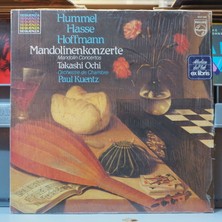 Hummel
Hasse
Hoffmann
Mandolinenkonzerte
Mandolin Concertos
Takashi Ochi
Orchestre de Chambre
Paul Kuentz
PHILIPS
ex libris